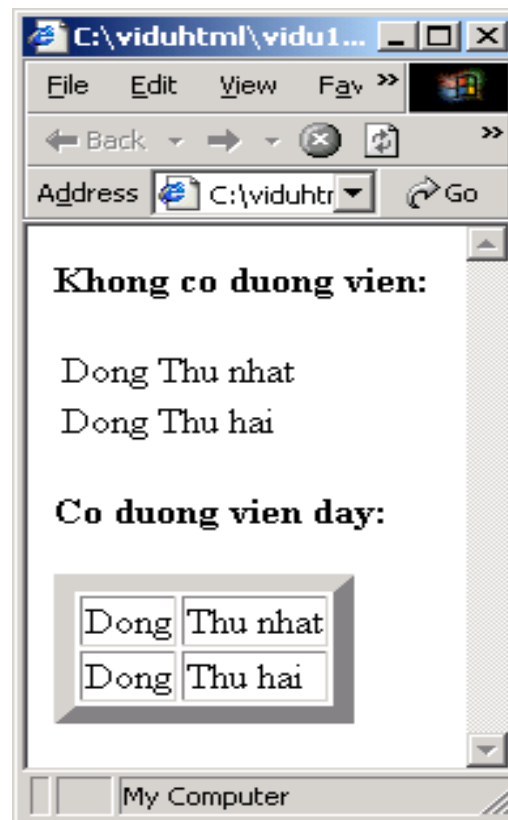 C:\viduhtml\vidu1...
File Edit View Fav »
Back »
Address C:\viduhtr Go
Khong co duong vien:
Dong Thu nhat
Dong Thu hai
Co duong vien day:
Dong Thu nhat
Dong Thu hai
My Computer